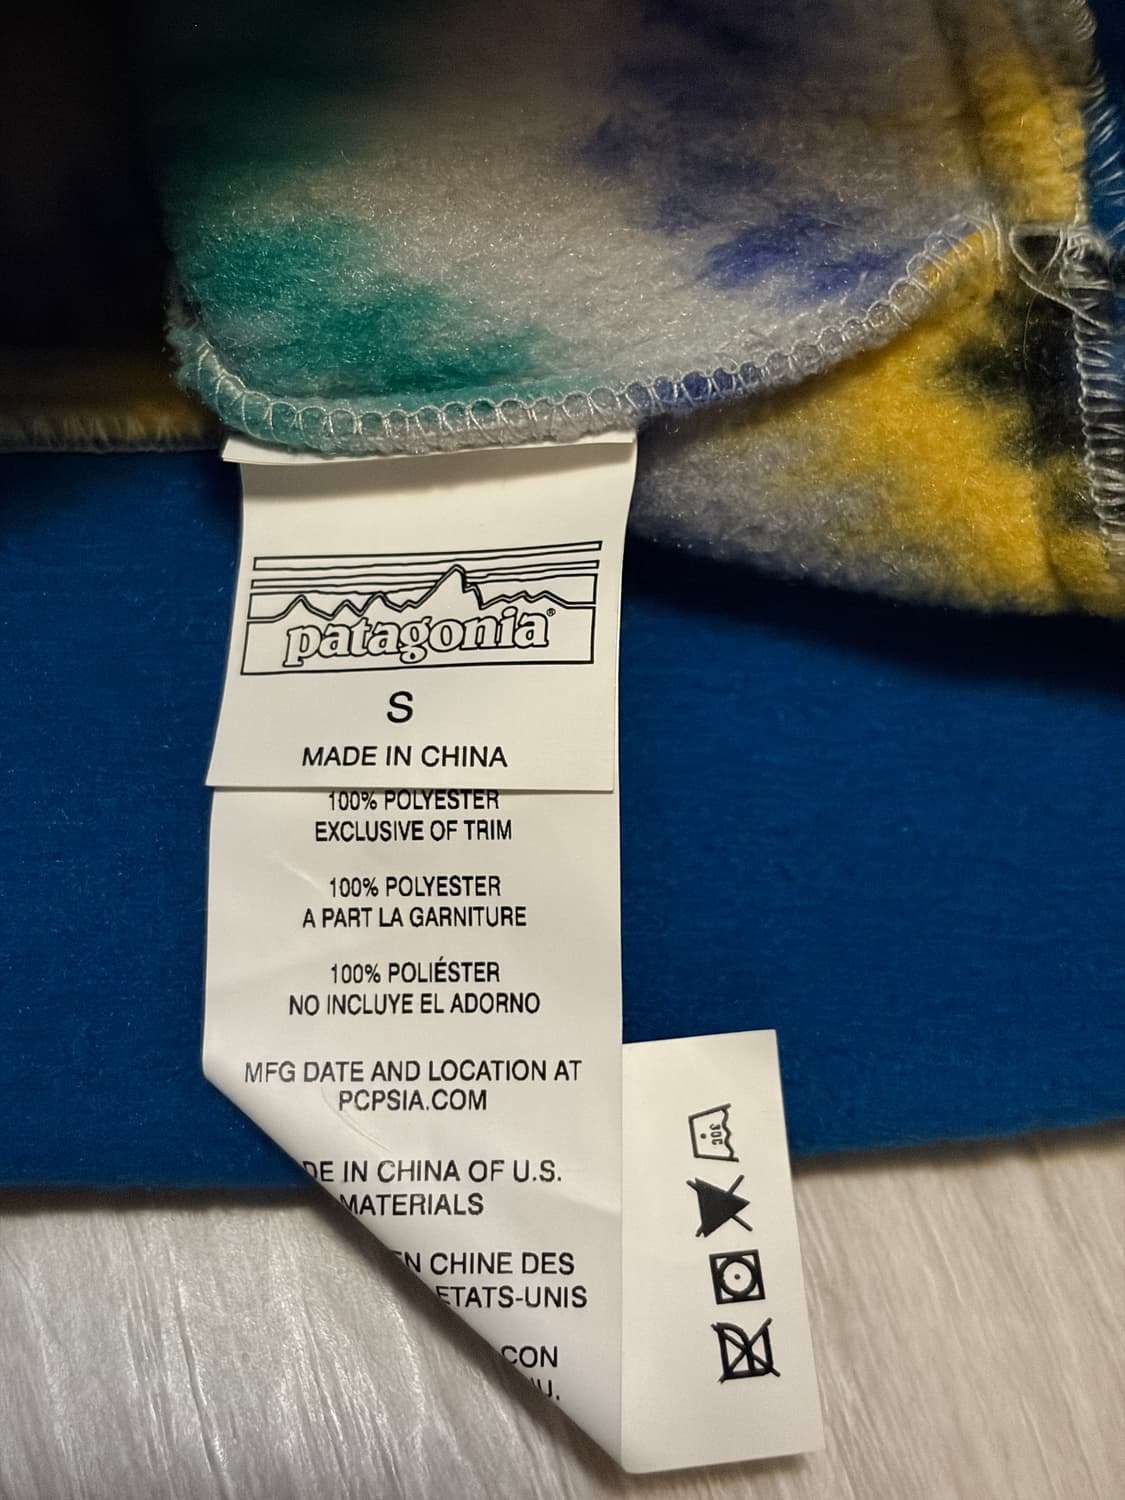 patagonia®
S
MADE IN CHINA
100% POLYESTER
EXCLUSIVE OF TRIM
100% POLYESTER
A PART LA GARNITURE
100% POLIÉSTER
NO INCLUYE EL ADORNO
MFG DATE AND LOCATION AT
PCPSIA.COM
DE IN CHINA OF U.S.
MATERIALS
EN CHINE DES
ETATS-UNIS
CON
30C